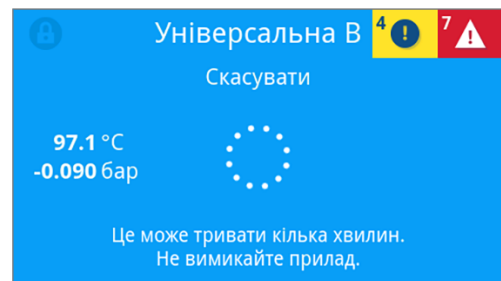 Універсальна В 4 7
Скасувати
97.1 °C
-0.090 бар
Це може тривати кілька хвилин.
Не вимикайте прилад.